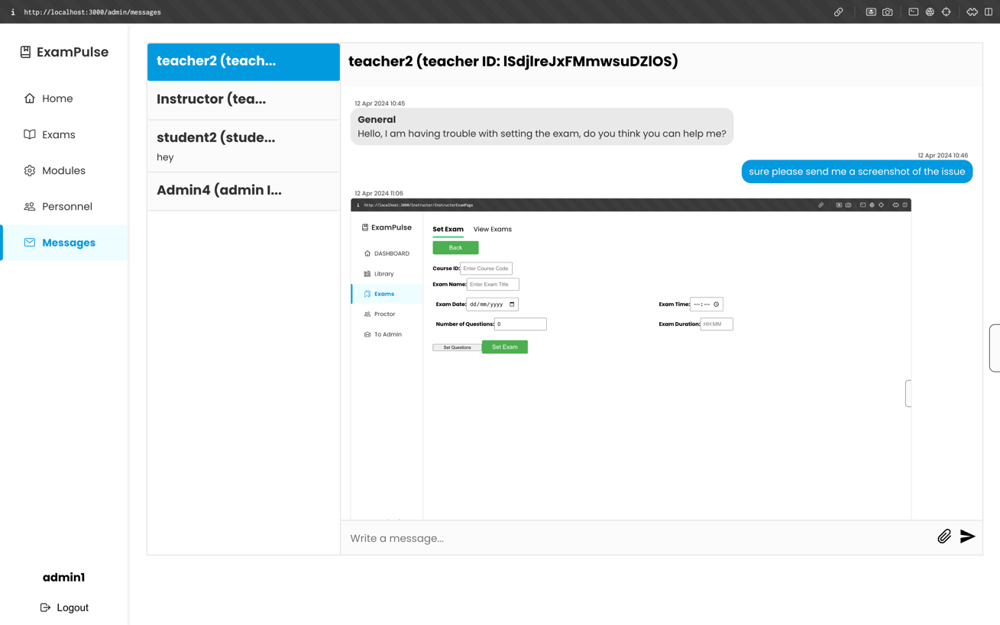 http://localhost:3000/admin/messages
ExamPulse
Home
Exams
Modules
Personnel
Messages
admin1
Logout
teacher2 (teach...
Instructor (tea...
student2 (stude...
hey
Admin4 (admin I...
teacher2 (teacher ID: lSdjlreJxFMmwsuDZlOS)
12 Apr 2024 10:45
General
Hello, I am having trouble with setting the exam, do you think you can help me?
12 Apr 2024 10:46
sure please send me a screenshot of the issue
12 Apr 2024 11:06
http://localhost:3000/Instructor/InstructorExamPage
ExamPulse
DASHBOARD
Library
Exams
Proctor
To Admin
Set Exam View Exams
Back
Course ID: Enter Course Code
Exam Name: Enter Exam Title
Exam Date: dd/mm/yyyy Exam Time: --:--
Number of Questions: 0 Exam Duration: HH:MM
Set Questions Set Exam
Write a message...